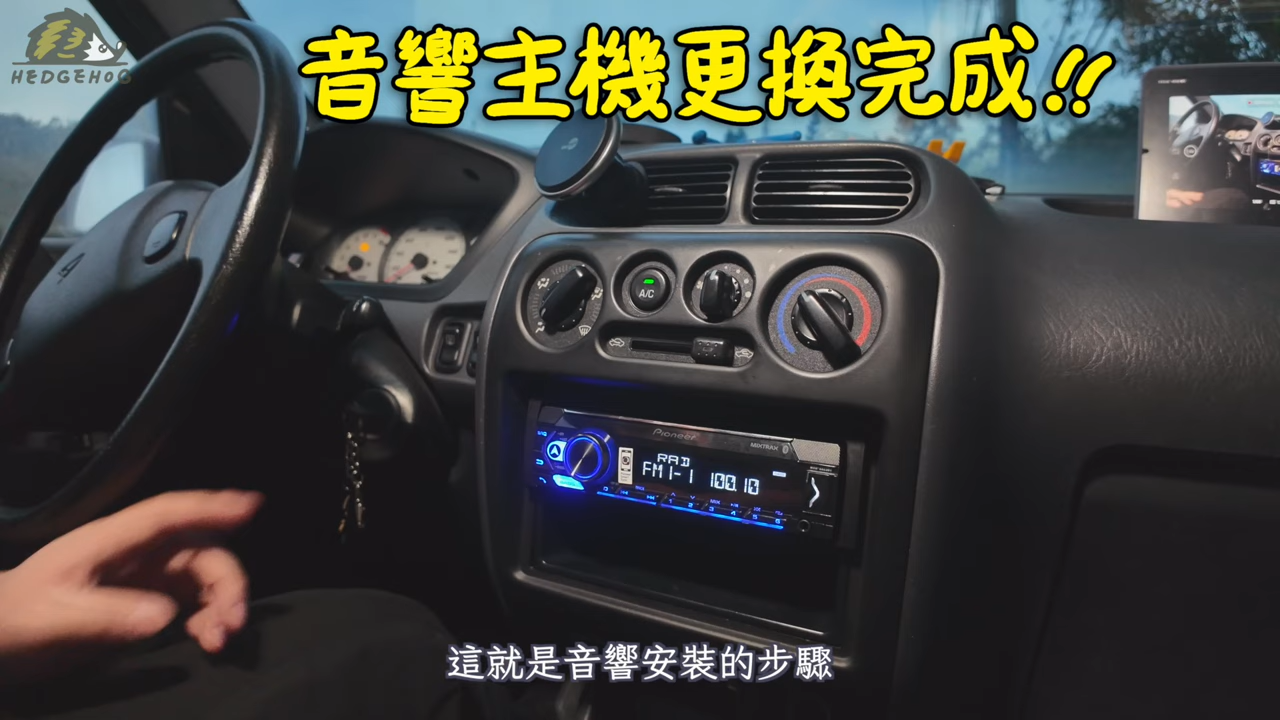 HEDGEHOG
音響主機更換完成!!
A/C
Pioneer
MIXTRAX
RAD
FM1-1 100.10
這就是音響安裝的步驟